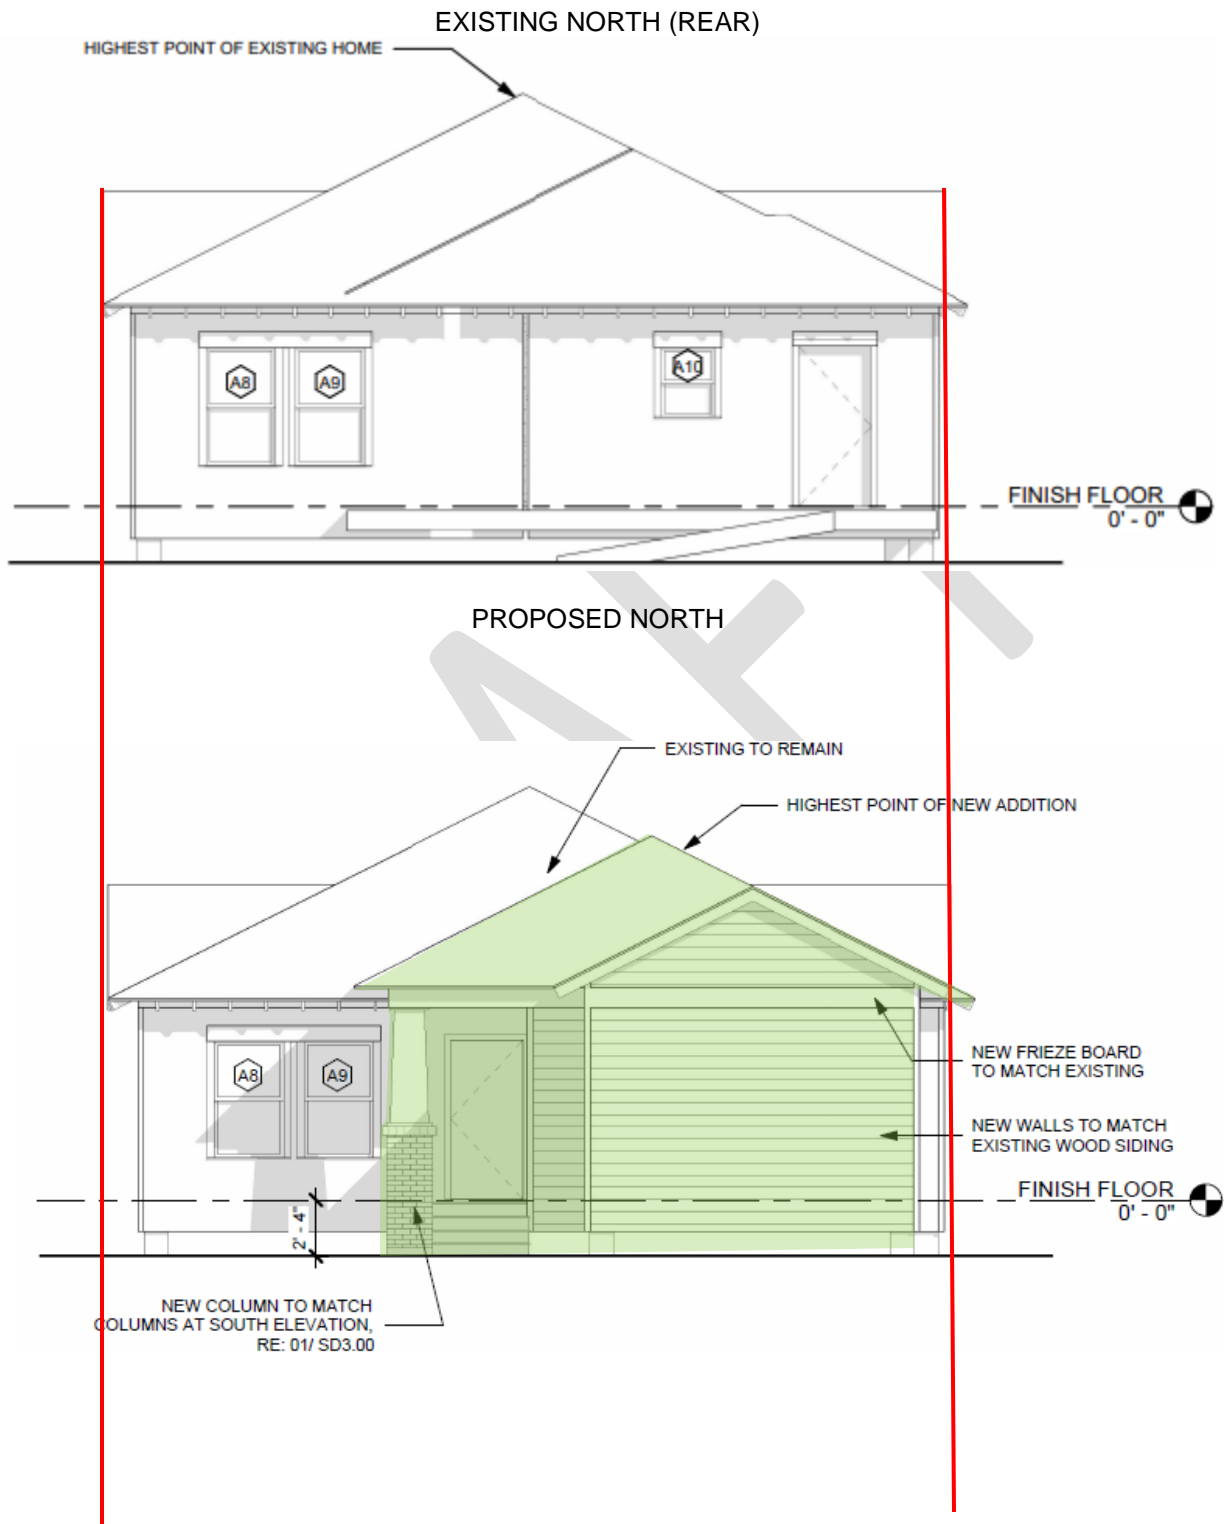 EXISTING NORTH (REAR)
HIGHEST POINT OF EXISTING HOME
A8
A9
A10
FINISH FLOOR
0' - 0"
PROPOSED NORTH
EXISTING TO REMAIN
HIGHEST POINT OF NEW ADDITION
A8
A9
NEW FRIEZE BOARD
TO MATCH EXISTING
NEW WALLS TO MATCH
EXISTING WOOD SIDING
FINISH FLOOR
0' - 0"
2' - 4"
NEW COLUMN TO MATCH
COLUMNS AT SOUTH ELEVATION,
RE: 01/ SD3.00